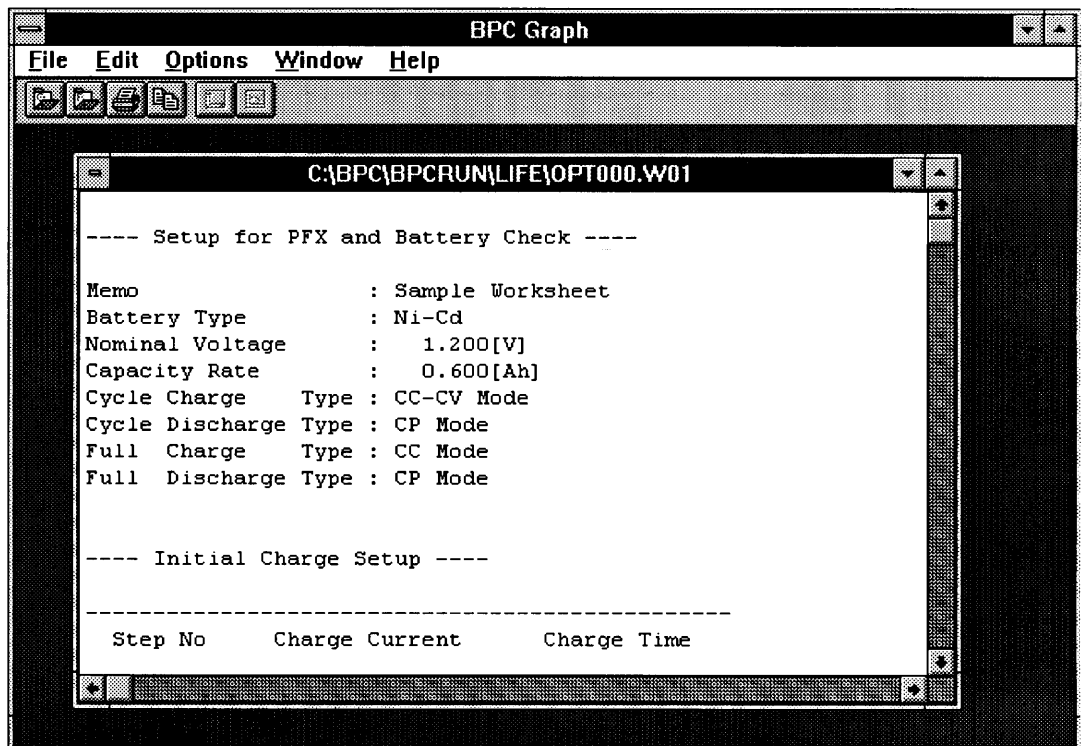 BPC Graph
File Edit Options Window Help
C:\BPC\BPCRUN\LIFE\OPT000.W01
---- Setup for PFX and Battery Check ----
Memo                 : Sample Worksheet
Battery Type         : Ni-Cd
Nominal Voltage      :   1.200[V]
Capacity Rate        :   0.600[Ah]
Cycle Charge    Type : CC-CV Mode
Cycle Discharge Type : CP Mode
Full  Charge    Type : CC Mode
Full  Discharge Type : CP Mode
---- Initial Charge Setup ----
------------------------------------------------
  Step No     Charge Current      Charge Time